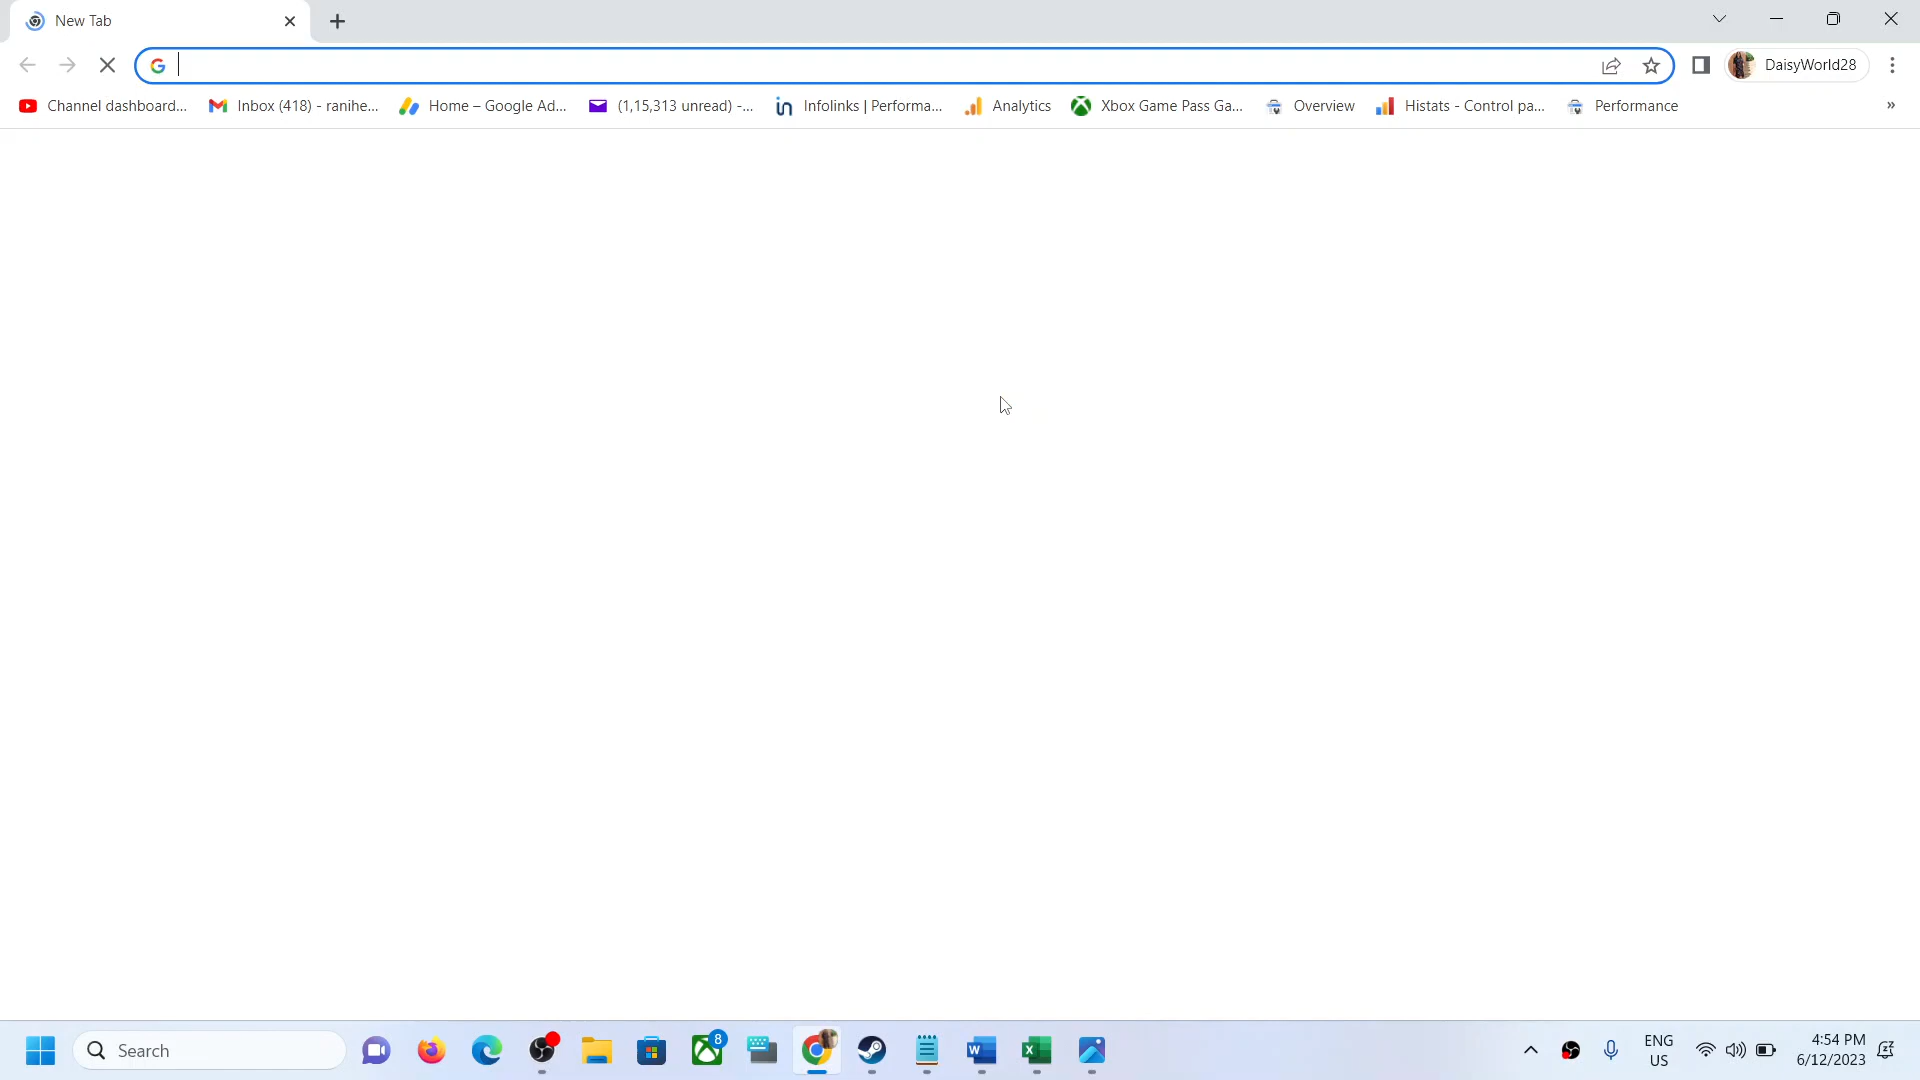 New Tab
DaisyWorld28
Channel dashboard... Inbox (418) - ranihe... Home – Google Ad... (1,15,313 unread) -... Infolinks | Performa... Analytics Xbox Game Pass Ga... Overview Histats - Control pa... Performance »
Search 8 ENG US 4:54 PM 6/12/2023